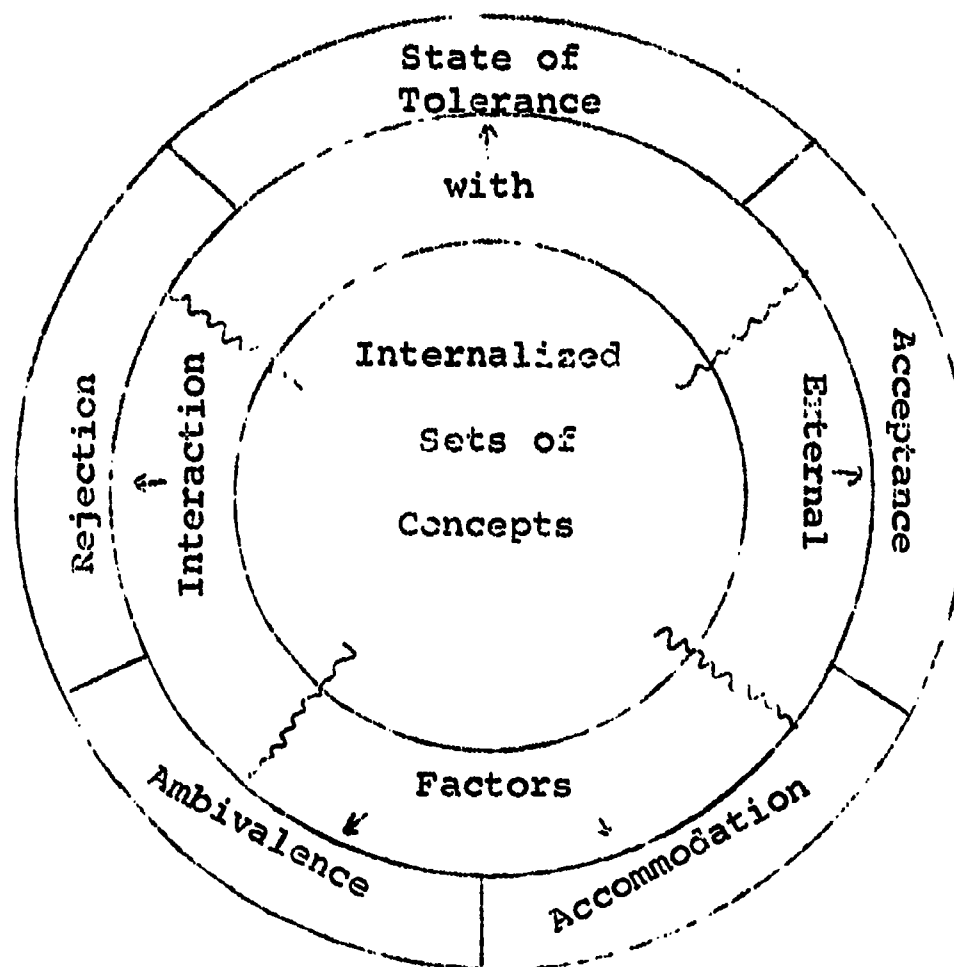 State of
Tolerance
with
Internalized
Sets of
Concepts
Interaction
External
Factors
Rejection
Acceptance
Ambivalence
Accommodation